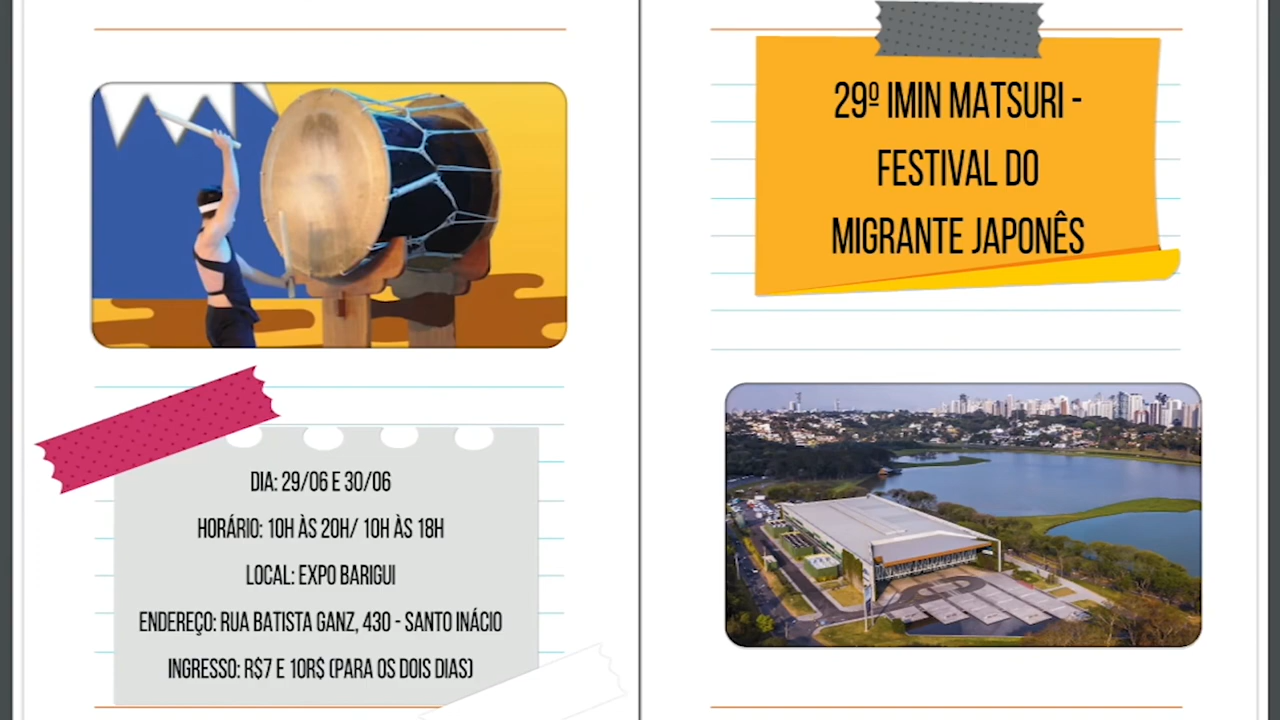 29º IMIN MATSURI -
FESTIVAL DO
MIGRANTE JAPONÊS
DIA: 29/06 E 30/06
HORÁRIO: 10H ÀS 20H/ 10H ÀS 18H
LOCAL: EXPO BARIGUI
ENDEREÇO: RUA BATISTA GANZ, 430 - SANTO INÁCIO
INGRESSO: R$7 E 10R$ (PARA OS DOIS DIAS)